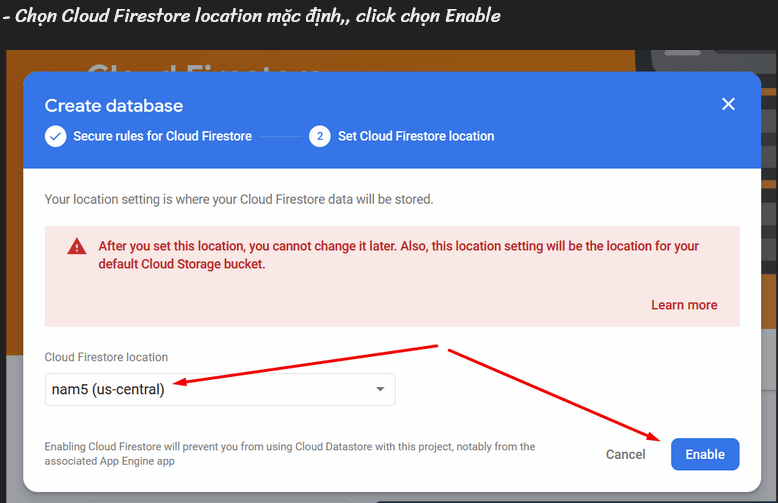 - Chọn Cloud Firestore location mặc định,, click chọn Enable
Cloud Firestore
Create database
Secure rules for Cloud Firestore
2
Set Cloud Firestore location
Your location setting is where your Cloud Firestore data will be stored.
After you set this location, you cannot change it later. Also, this location setting will be the location for your
default Cloud Storage bucket.
Learn more
Cloud Firestore location
nam5 (us-central)
Enabling Cloud Firestore will prevent you from using Cloud Datastore with this project, notably from the
associated App Engine app
Cancel
Enable